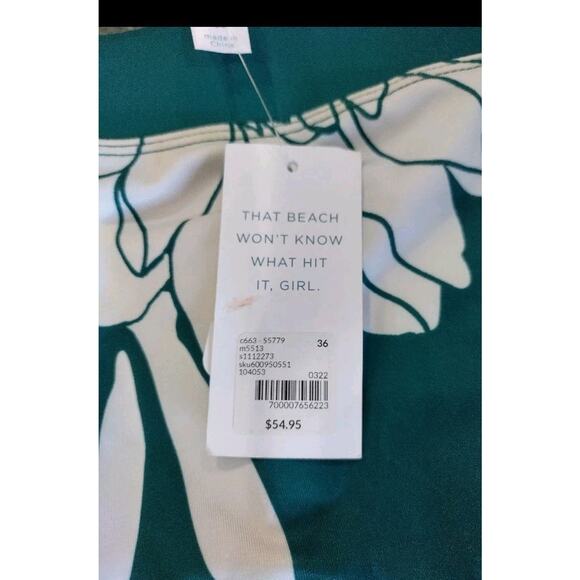 made in
China
THAT BEACH
WON'T KNOW
WHAT HIT
IT, GIRL.
c663 - S5779 36
m5513
s1112273
sku600950551
104053 0322
700007656223
$54.95